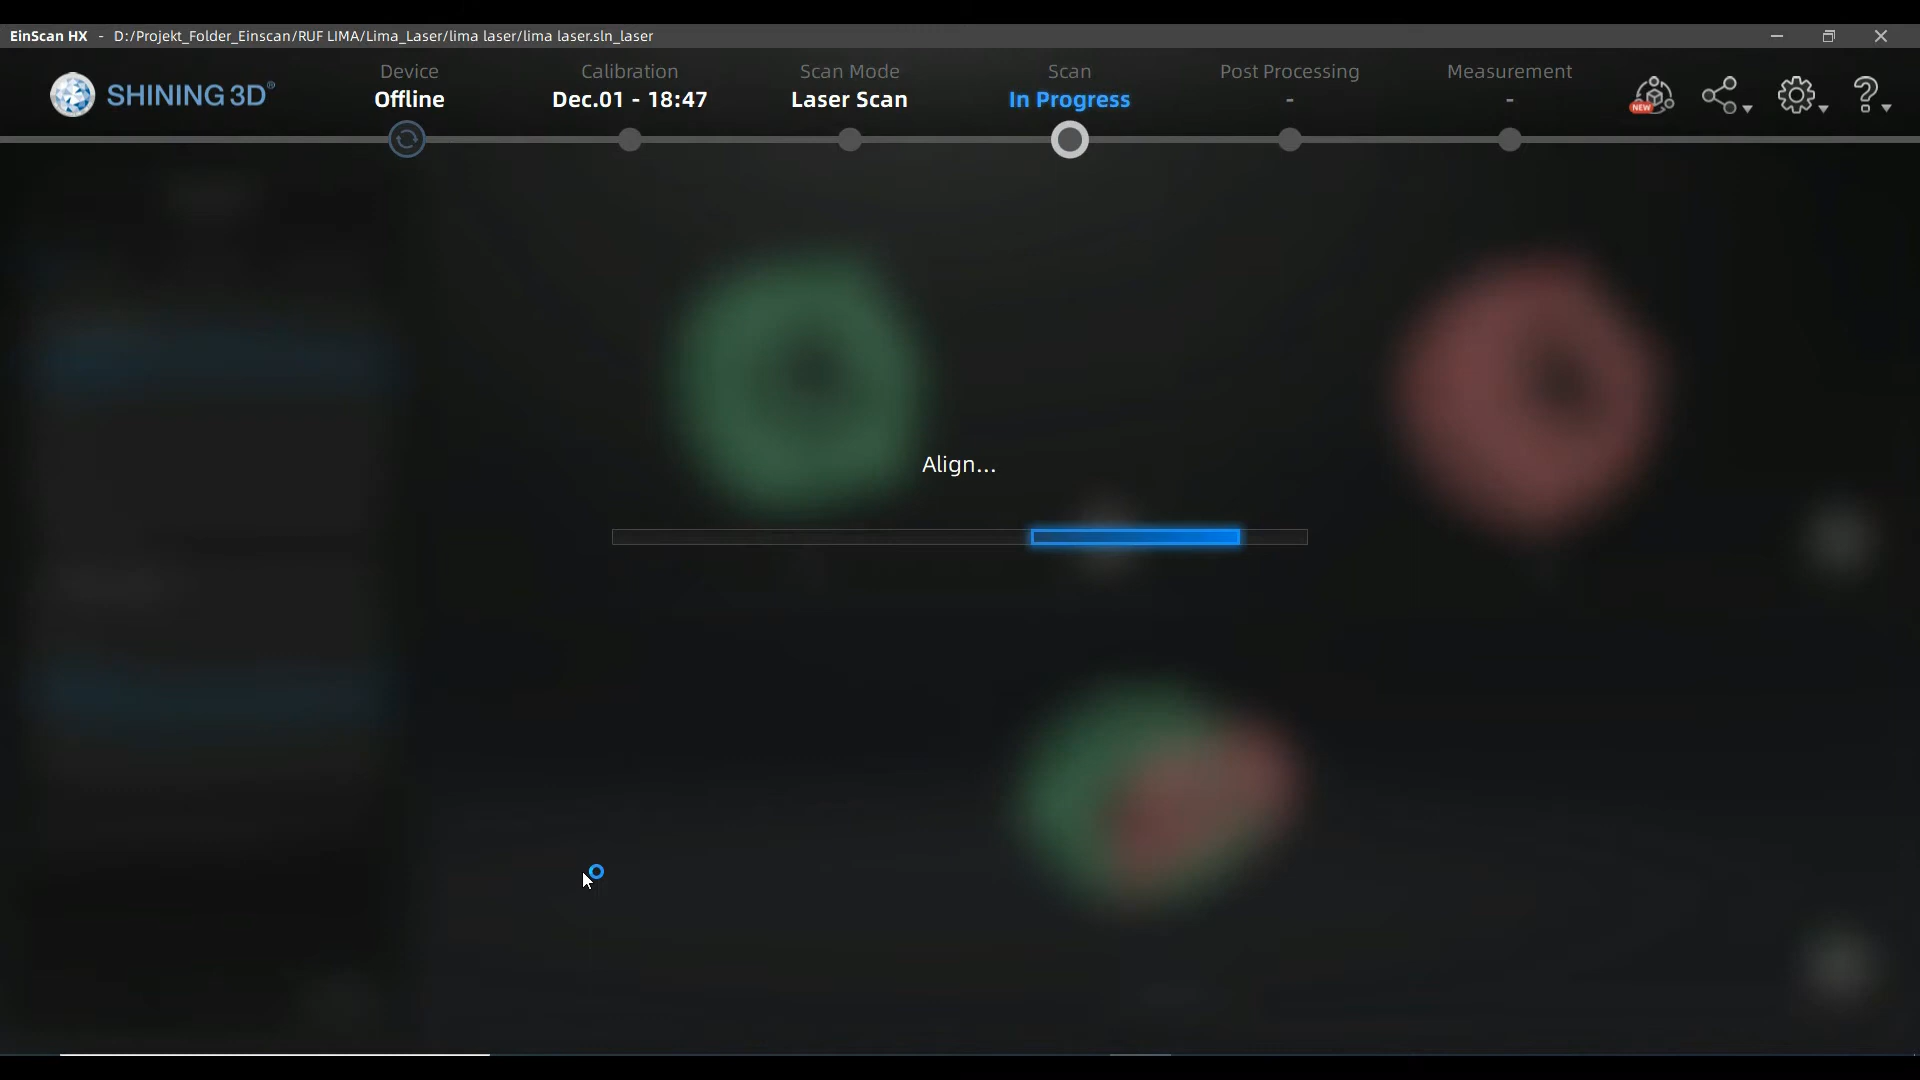 EinScan HX - D:/Projekt_Folder_Einscan/RUF LIMA/Lima_Laser/lima laser/lima laser.sln_laser
SHINING 3D®
Device
Offline
Calibration
Dec.01 - 18:47
Scan Mode
Laser Scan
Scan
In Progress
Post Processing
-
Measurement
-
NEW
Align...